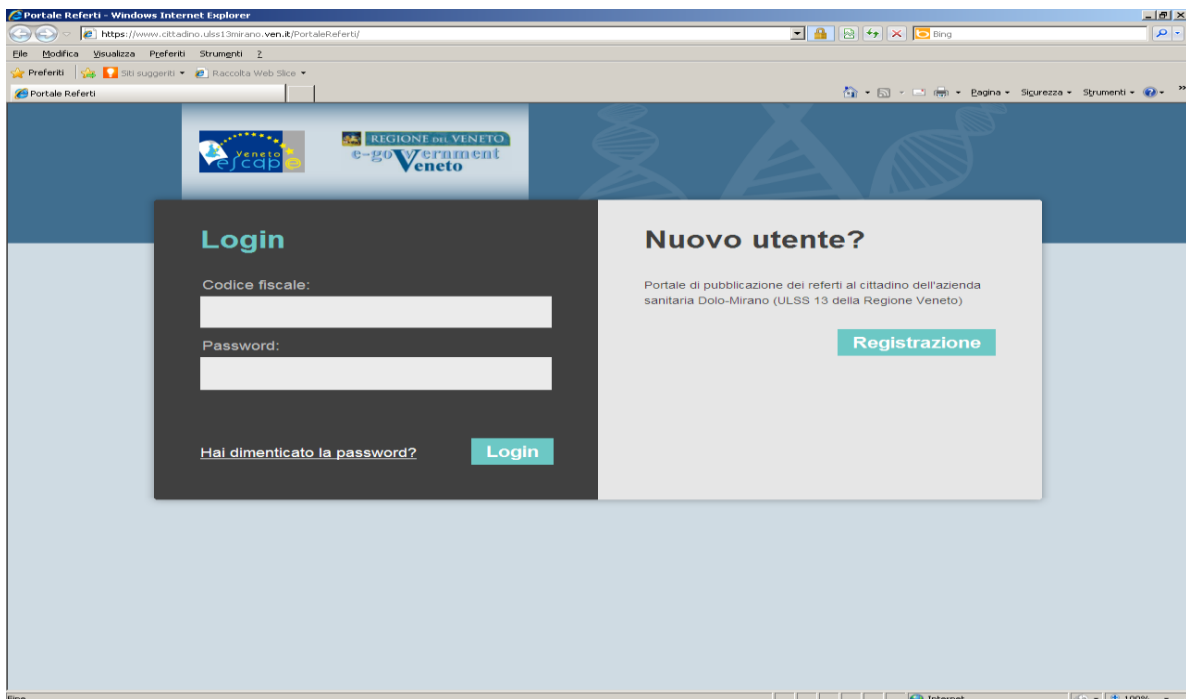 Portale Referti - Windows Internet Explorer
https://www.cittadino.ulss13mirano.ven.it/PortaleReferti/
Bing
File Modifica Visualizza Preferiti Strumenti ?
Preferiti Siti suggeriti Raccolta Web Slice
Portale Referti
Pagina Sicurezza Strumenti
Veneto
escape
REGIONE DEL VENETO
e-government
Veneto
Login
Codice fiscale:
Password:
Hai dimenticato la password?
Login
Nuovo utente?
Portale di pubblicazione dei referti al cittadino dell'azienda
sanitaria Dolo-Mirano (ULSS 13 della Regione Veneto)
Registrazione
Fine
Internet
100%